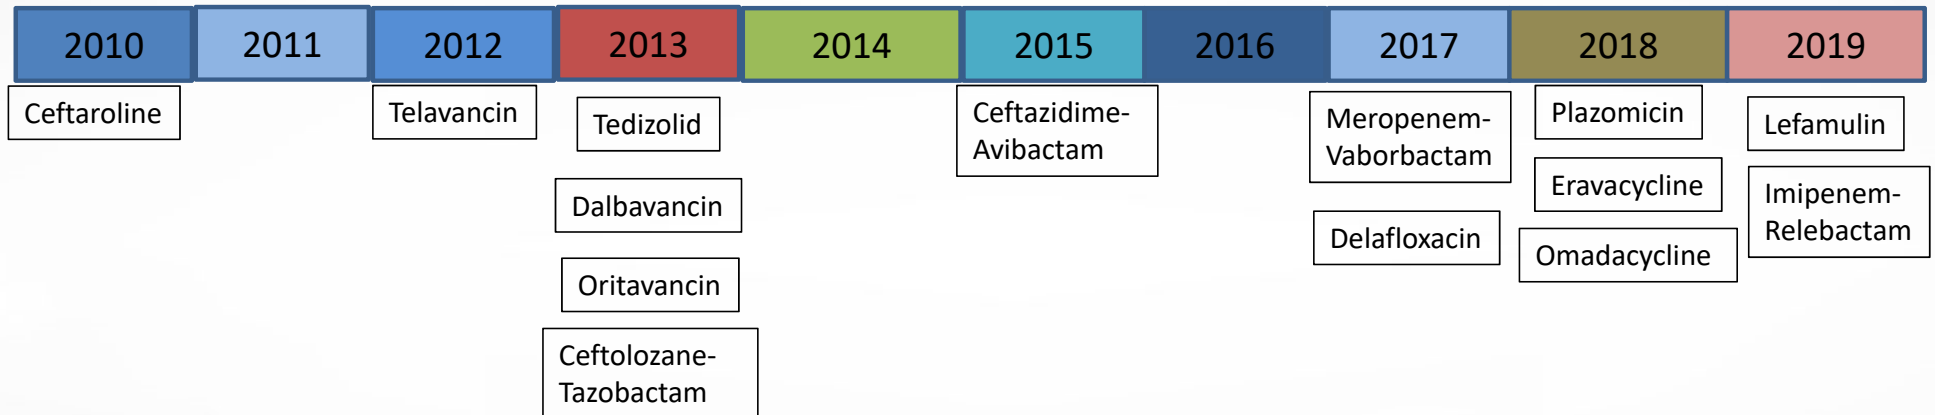 2010 2011 2012 2013 2014 2015 2016 2017 2018 2019
Ceftaroline
Telavancin
Tedizolid
Dalbavancin
Oritavancin
Ceftolozane-
Tazobactam
Ceftazidime-
Avibactam
Meropenem-
Vaborbactam
Delafloxacin
Plazomicin
Eravacycline
Omadacycline
Lefamulin
Imipenem-
Relebactam